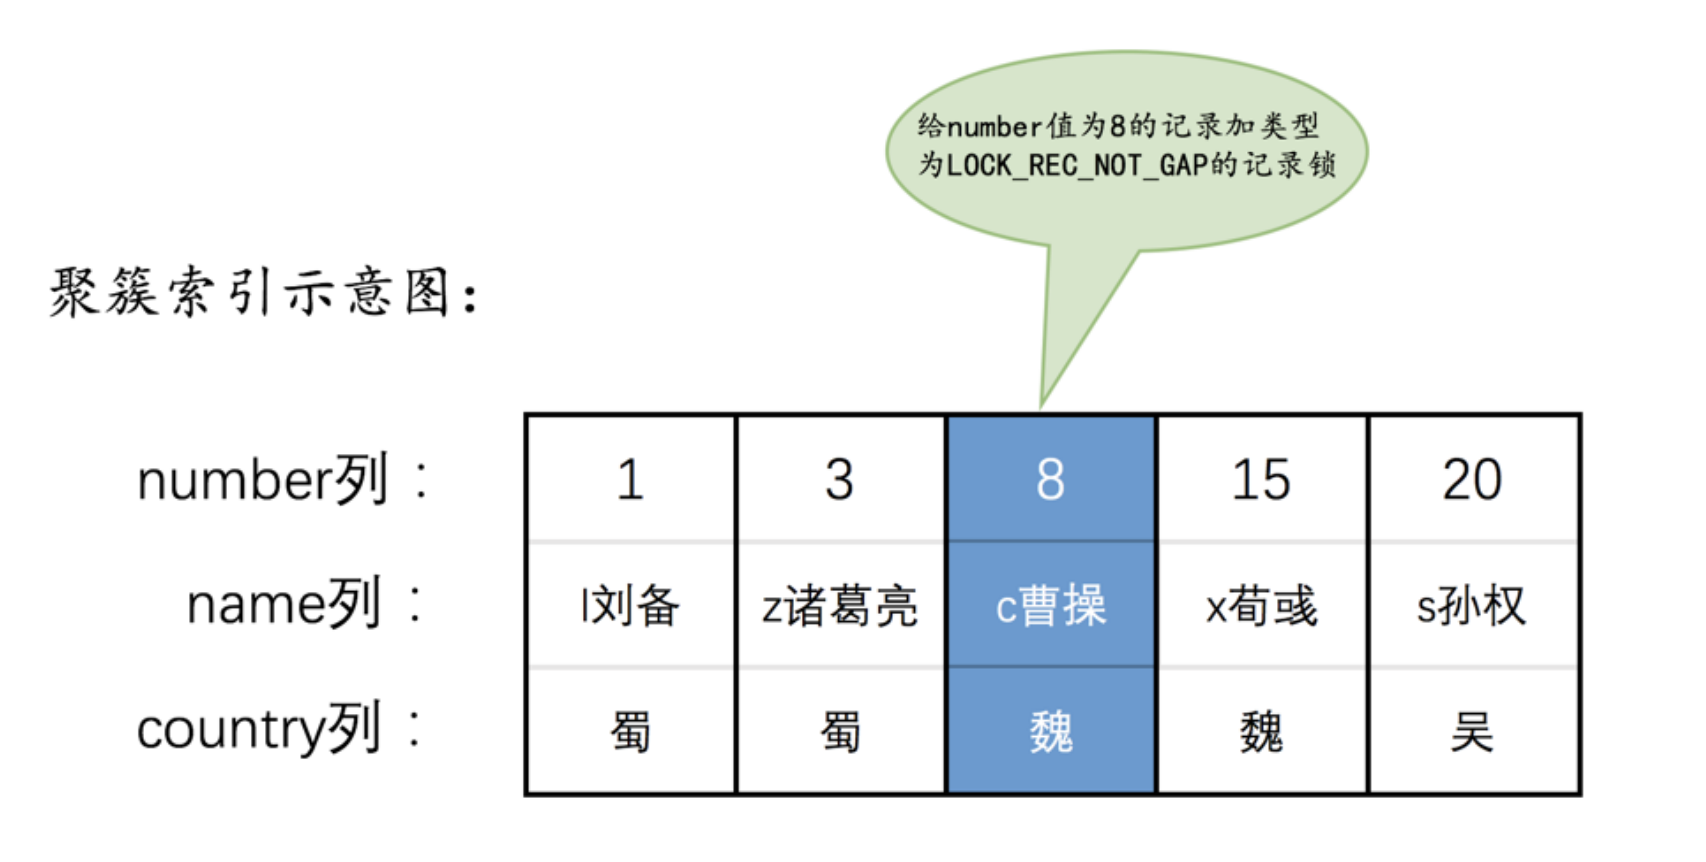 给number值为8的记录加类型
为LOCK_REC_NOT_GAP的记录锁
聚簇索引示意图：
number列： 1 3 8 15 20
name列： l刘备 z诸葛亮 c曹操 x荀彧 s孙权
country列： 蜀 蜀 魏 魏 吴